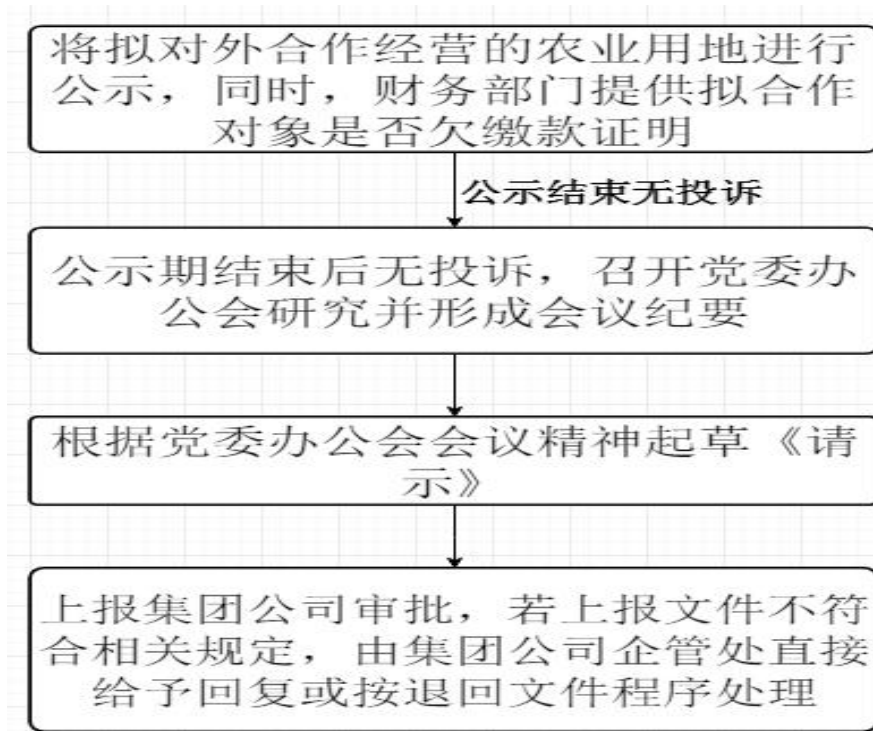 将拟对外合作经营的农业用地进行
公示，同时，财务部门提供拟合作
对象是否欠缴款证明
公示结束无投诉
公示期结束后无投诉，召开党委办
公会研究并形成会议纪要
根据党委办公会会议精神起草《请
示》
上报集团公司审批，若上报文件不符
合相关规定，由集团公司企管处直接
给予回复或按退回文件程序处理